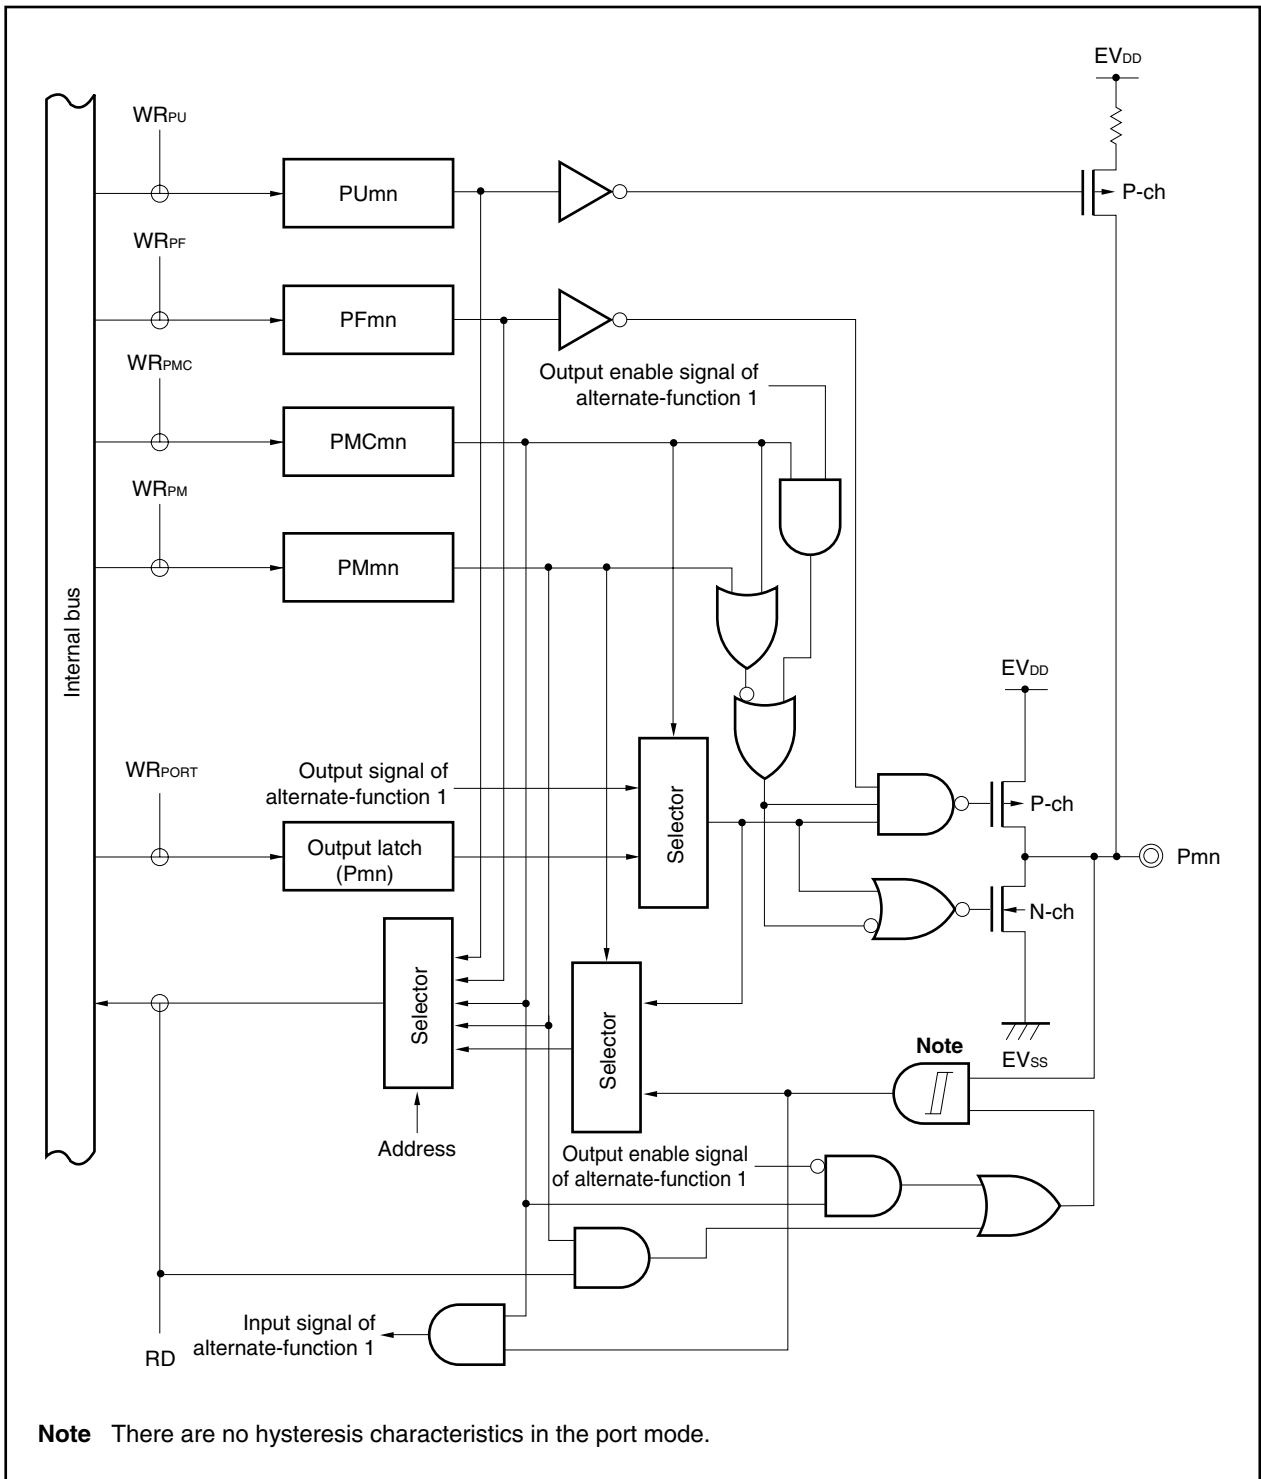 EVDD
WRPU
PUmn
P-ch
WRPF
PFmn
WRPMC
Output enable signal of
alternate-function 1
PMCmn
WRPM
PMmn
Internal bus
EVDD
WRPORT
Output signal of
alternate-function 1
Selector
P-ch
Output latch
(Pmn)
Pmn
N-ch
Selector
Selector
Note
EVSS
Address
Output enable signal
of alternate-function 1
Input signal of
alternate-function 1
RD
Note There are no hysteresis characteristics in the port mode.